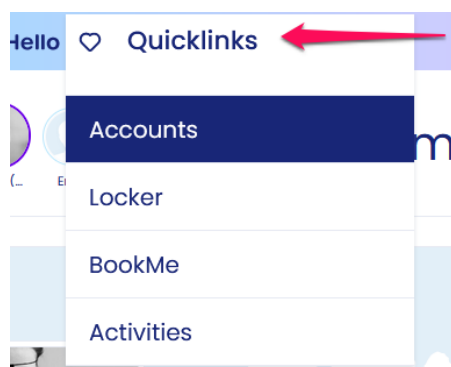 Hello Quicklinks
Accounts
m
(...
Locker
BookMe
Activities